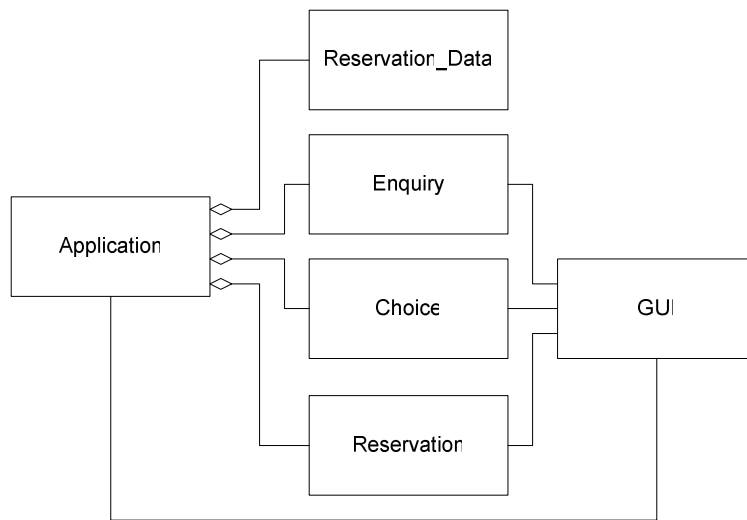 Reservation_Data
Enquiry
Application
Choice
GUI
Reservation